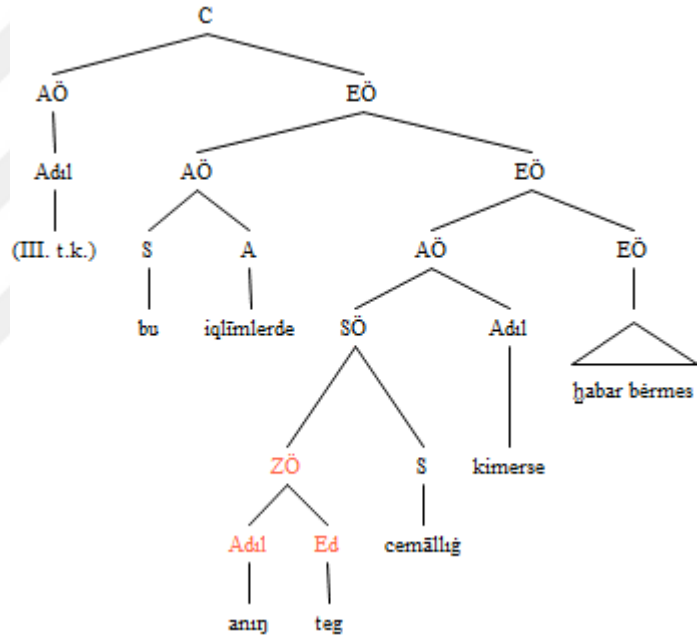 C
AÖ EÖ
Adıl AÖ EÖ
(III. t.k.) S A AÖ EÖ
bu iqlīmlerde SÖ Adıl
ḫabar bėrmes
ZÖ S kimerse
Adıl Ed cemāllıġ
anıŋ teg